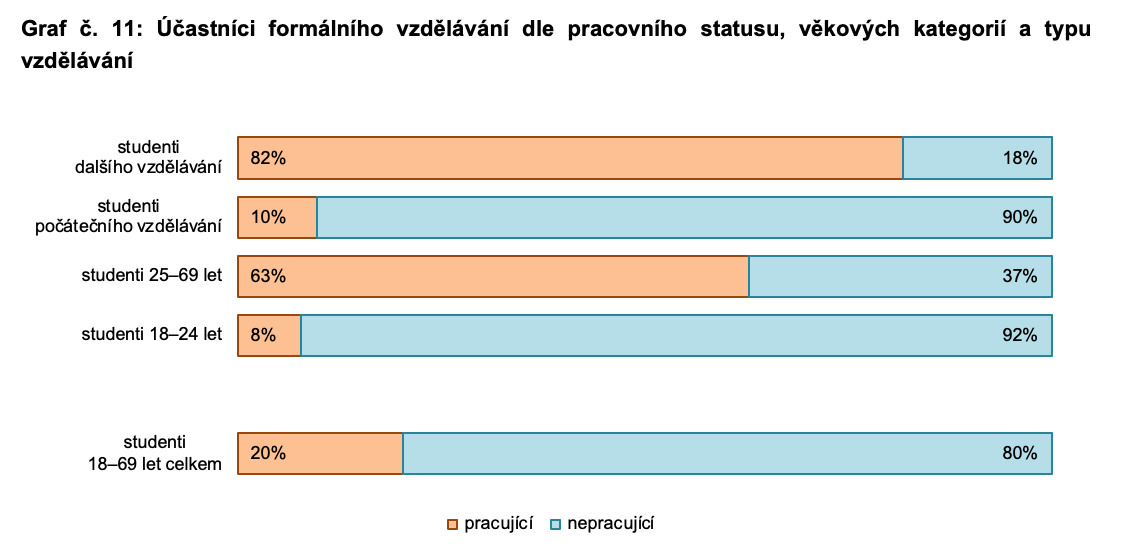 Graf č. 11: Účastníci formálního vzdělávání dle pracovního statusu, věkových kategorií a typu
vzdělávání
studenti
dalšího vzdělávání
82%
18%
studenti
počátečního vzdělávání
10%
90%
studenti 25–69 let
63%
37%
studenti 18–24 let
8%
92%
studenti
18–69 let celkem
20%
80%
pracující
nepracující